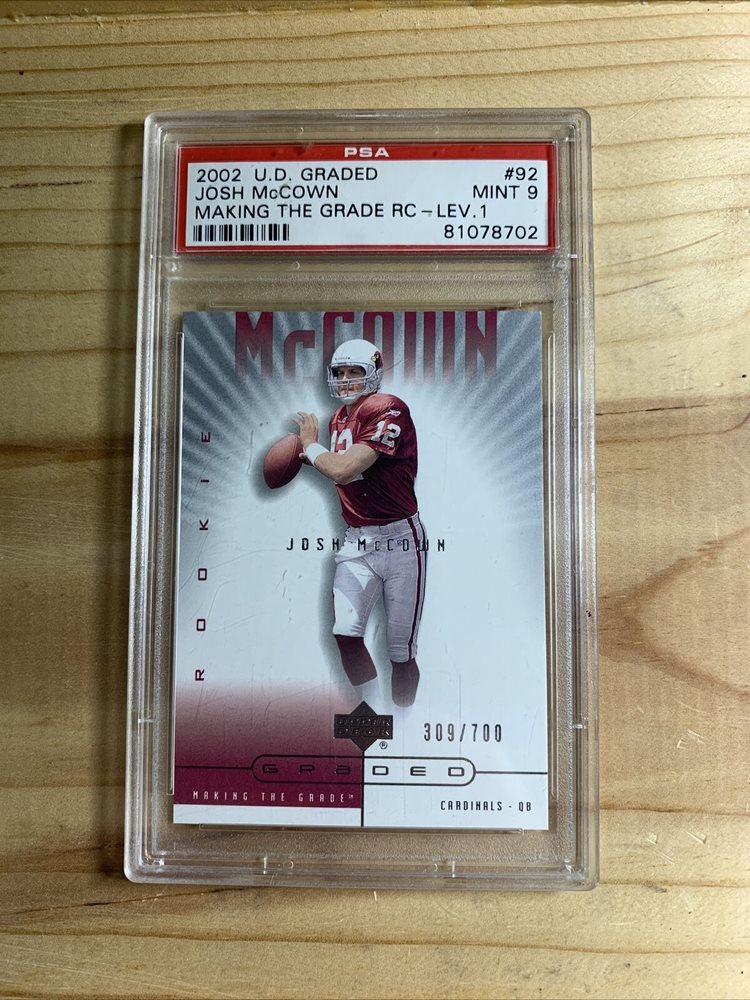 PSA
2002 U.D. GRADED #92
JOSH McCOWN MINT 9
MAKING THE GRADE RC-LEV.1
81078702
McCOWN
12
ROOKIE
JOSH McCOWN
UPPER
DECK
®
309/700
GRADED
MAKING THE GRADE™
CARDINALS - QB